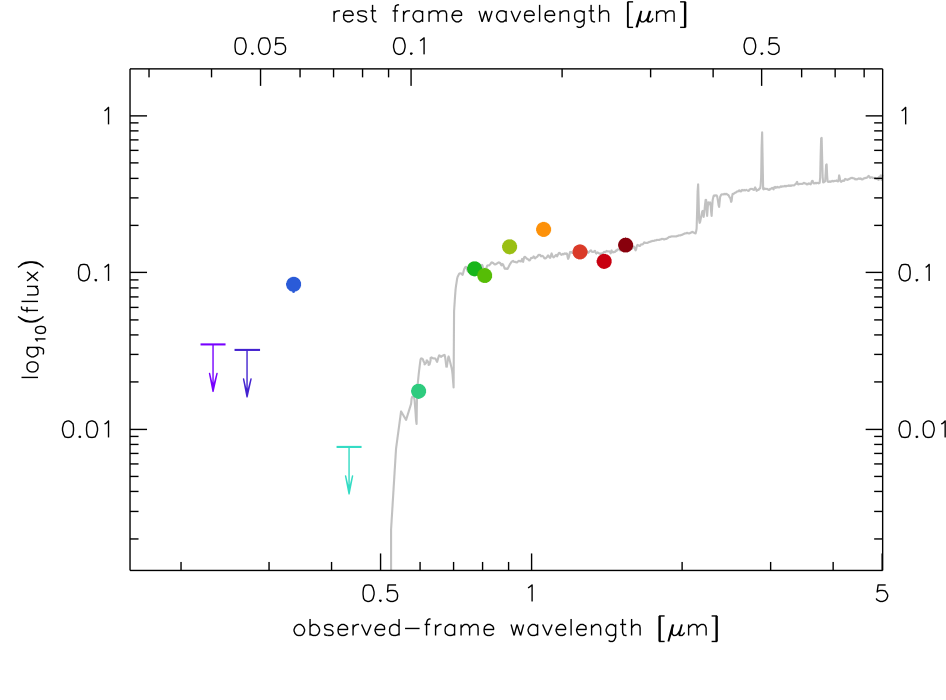 rest frame wavelength [μm]
0.05 0.1 0.5
1 1
0.1 0.1
0.01 0.01
log10(flux)
0.5 1 5
observed-frame wavelength [μm]